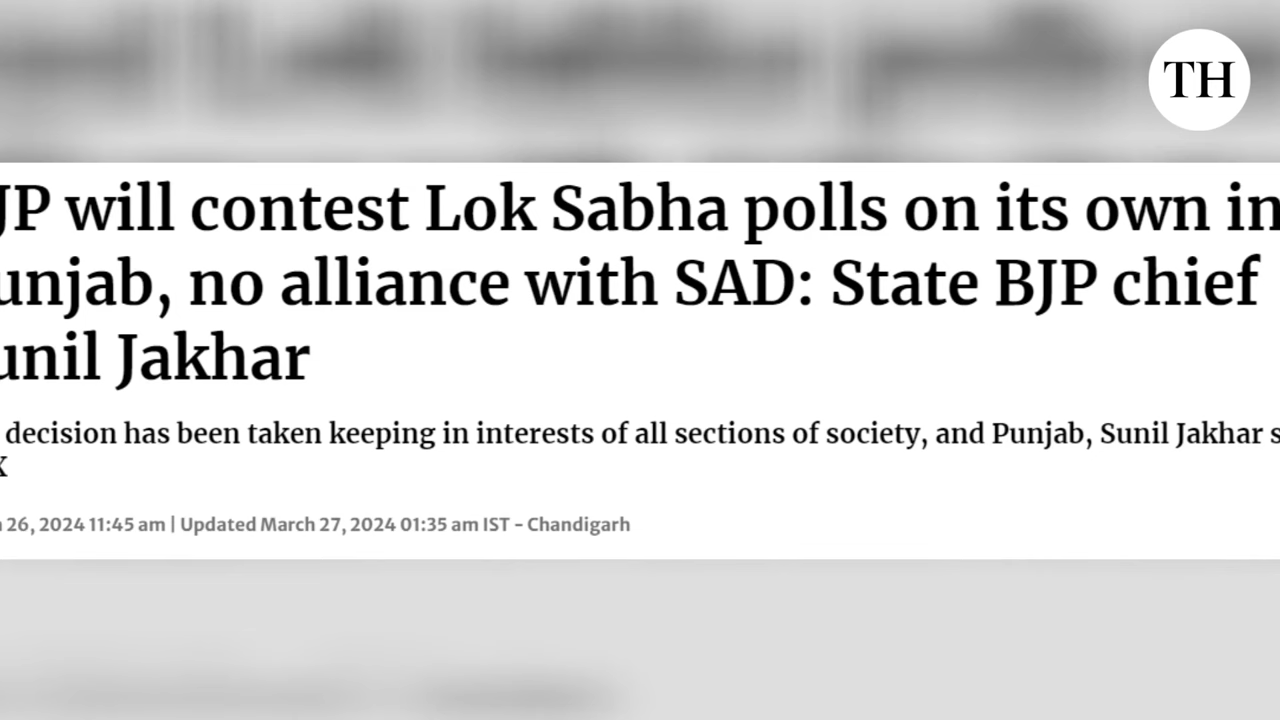 TH
JP will contest Lok Sabha polls on its own in
unjab, no alliance with SAD: State BJP chief
unil Jakhar
decision has been taken keeping in interests of all sections of society, and Punjab, Sunil Jakhar s
X
26, 2024 11:45 am | Updated March 27, 2024 01:35 am IST - Chandigarh